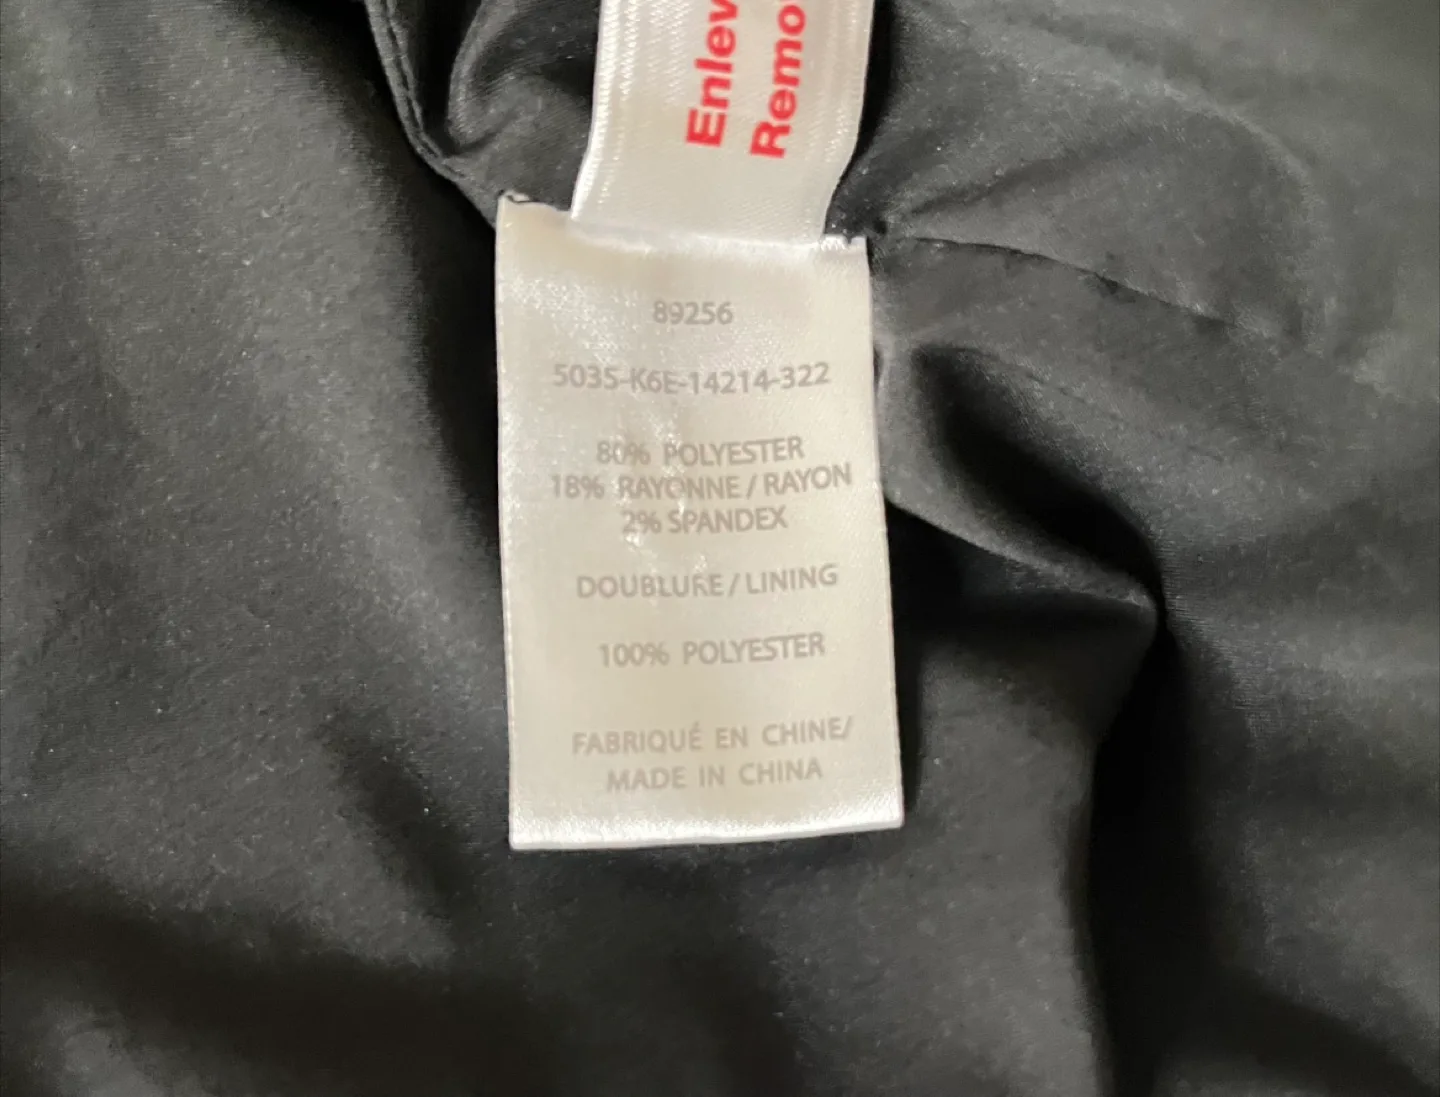 Enlev
Remo
89256
5035-K6E-14214-322
80% POLYESTER
18% RAYONNE / RAYON
2% SPANDEX
DOUBLURE / LINING
100% POLYESTER
FABRIQUÉ EN CHINE/
MADE IN CHINA